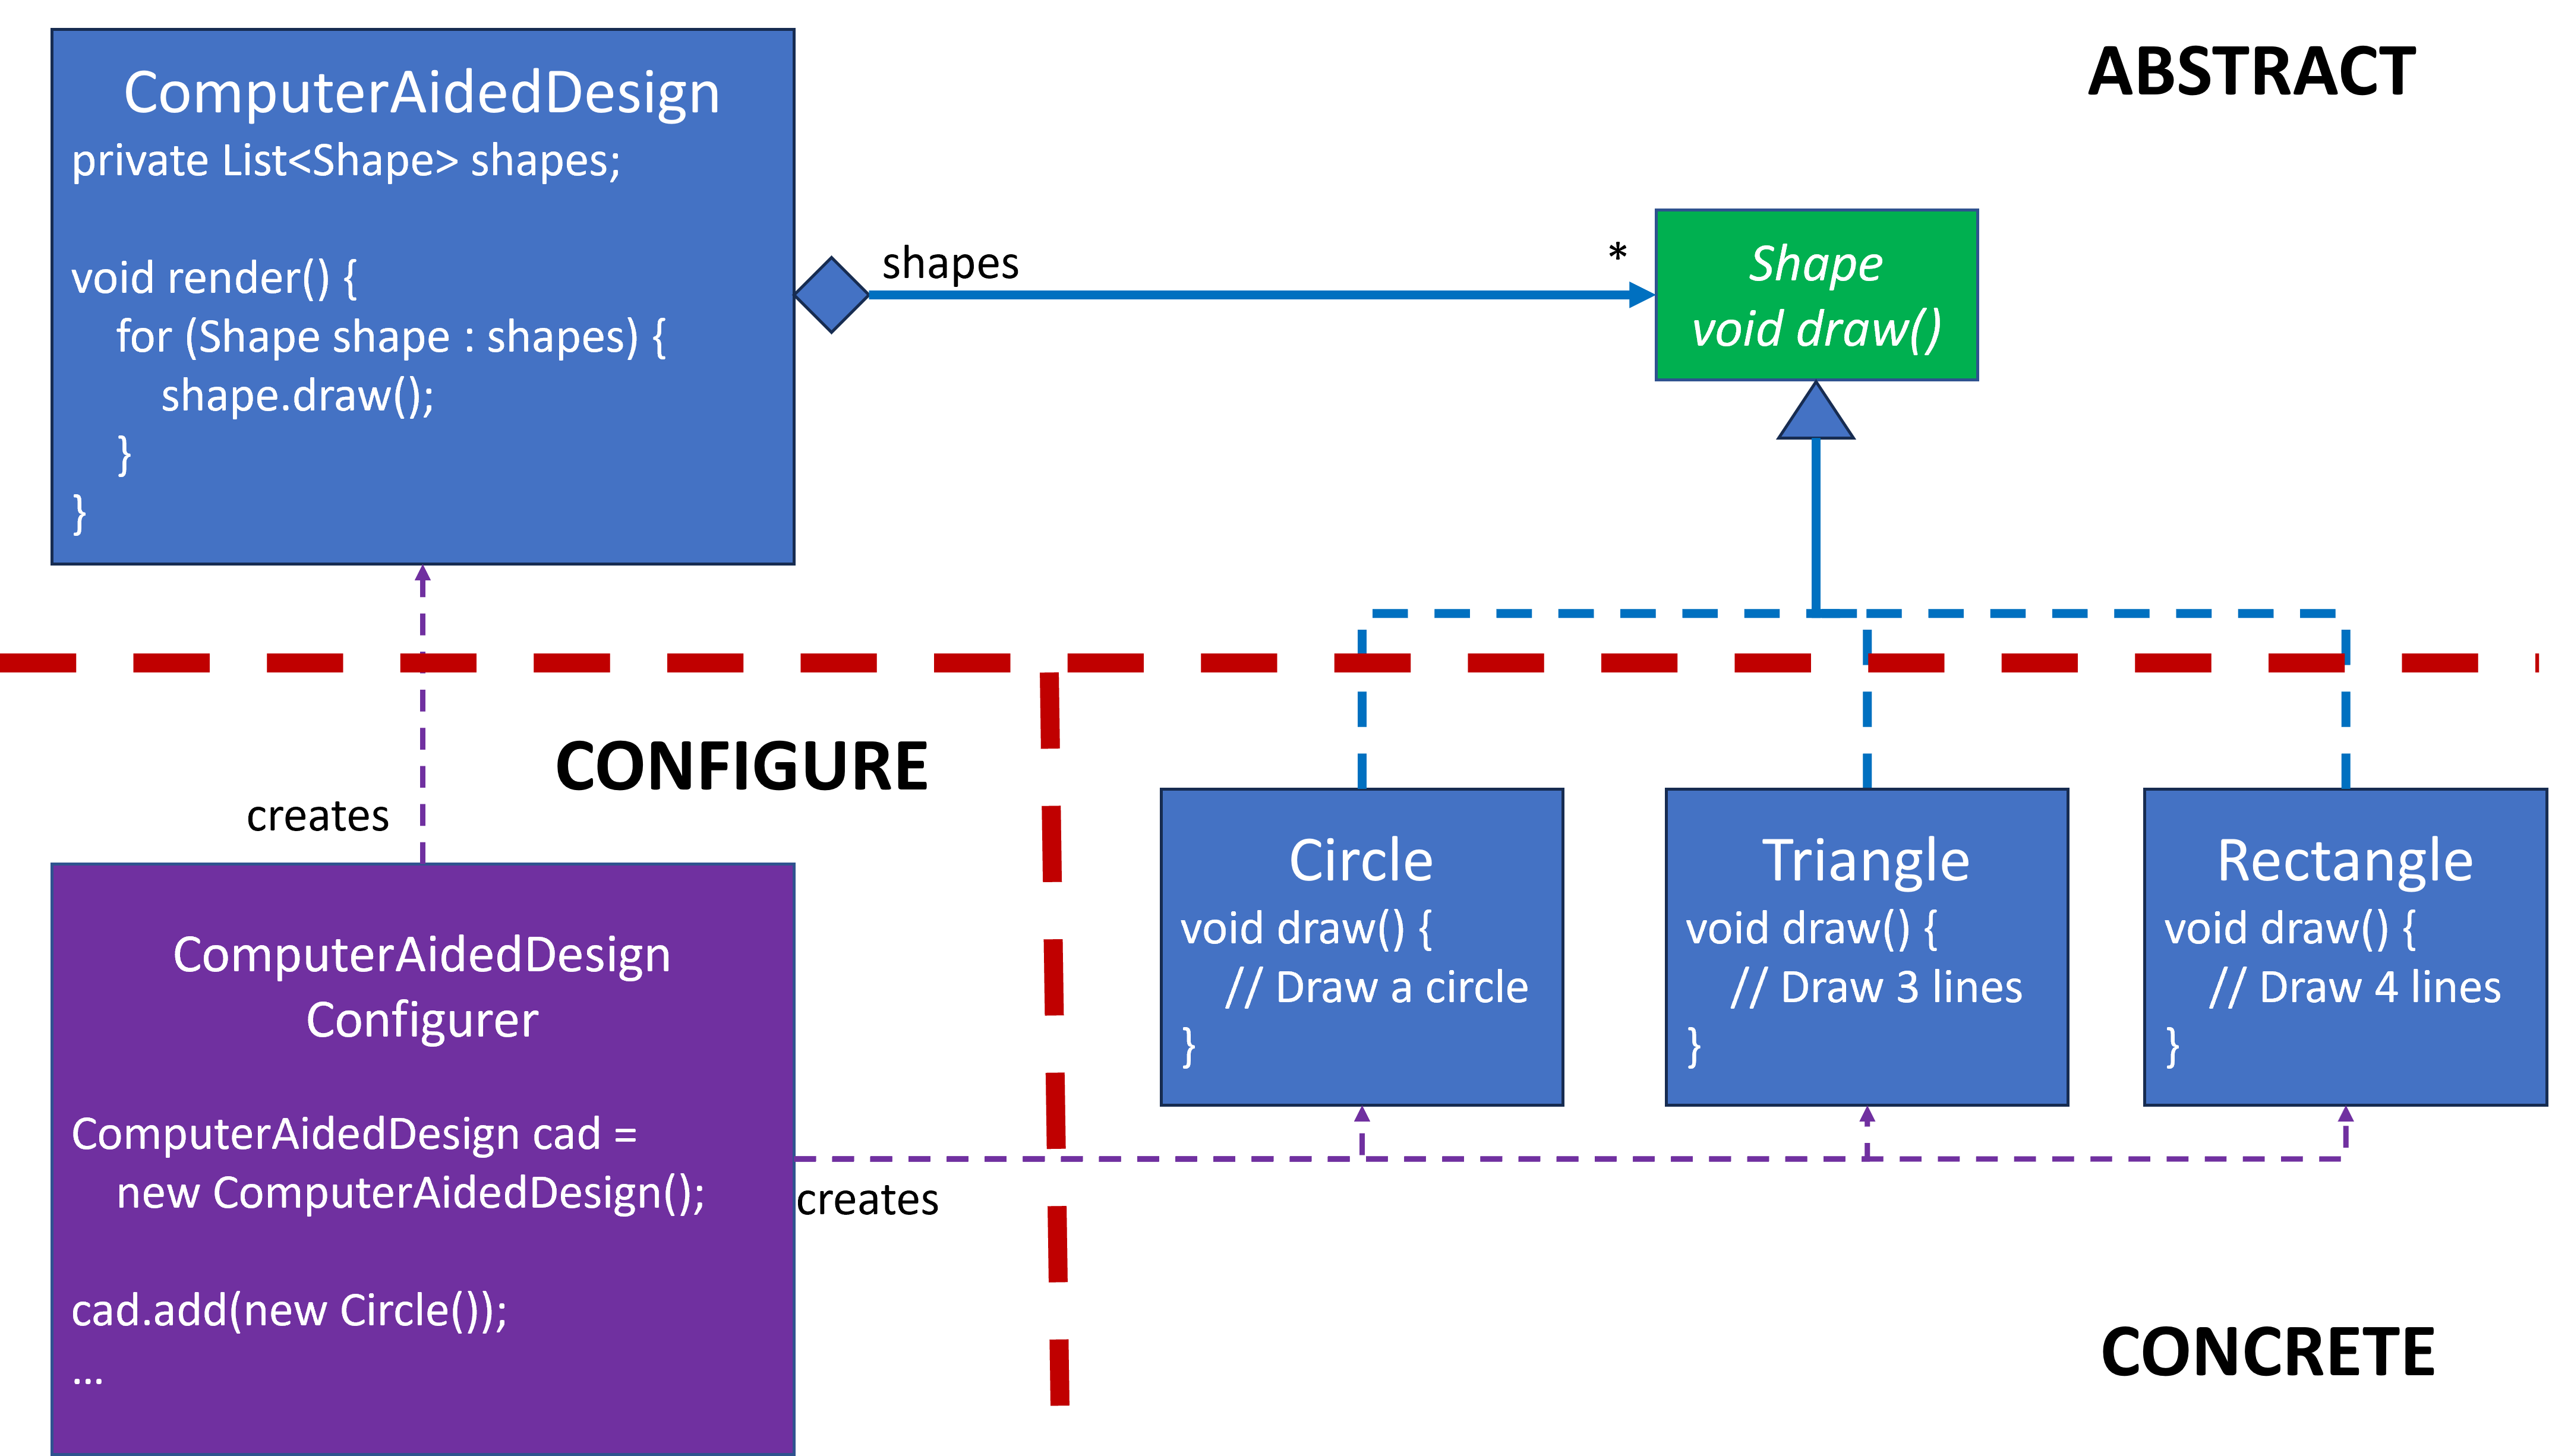 ComputerAidedDesign
private List<Shape> shapes;
void render() {
for (Shape shape : shapes) {
shape.draw();
}
}
shapes
*
ABSTRACT
Shape
void draw()
creates
CONFIGURE
ComputerAidedDesign
Configurer
ComputerAidedDesign cad =
new ComputerAidedDesign();
cad.add(new Circle());
...
creates
Circle
void draw() {
// Draw a circle
}
Triangle
void draw() {
// Draw 3 lines
}
Rectangle
void draw() {
// Draw 4 lines
}
CONCRETE